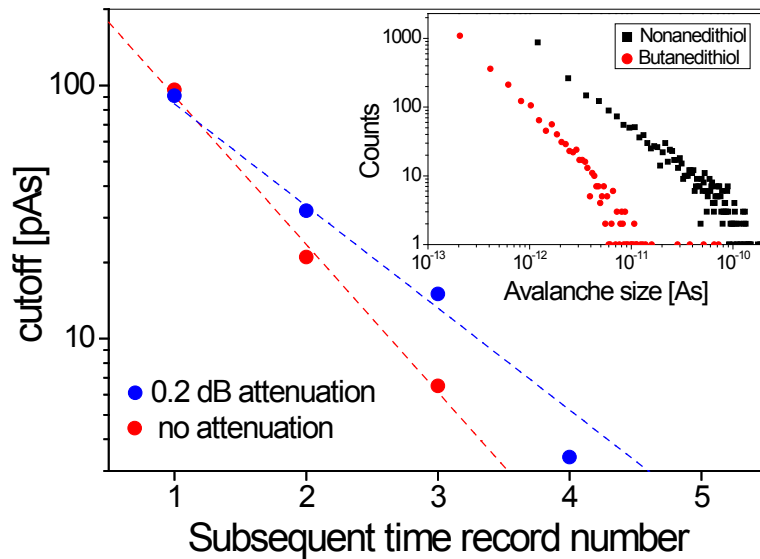 100
10
cutoff [pAs]
0.2 dB attenuation
no attenuation
1 2 3 4 5
Subsequent time record number
1000
100
10
1
Counts
Nonanedithiol
Butanedithiol
10⁻¹³ 10⁻¹² 10⁻¹¹ 10⁻¹⁰
Avalanche size [As]